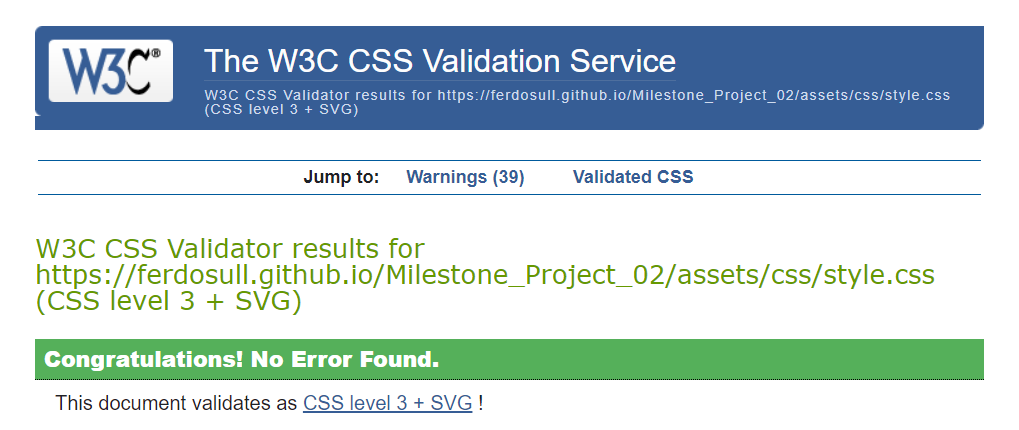 W3C®
The W3C CSS Validation Service
W3C CSS Validator results for https://ferdosull.github.io/Milestone_Project_02/assets/css/style.css
(CSS level 3 + SVG)
Jump to: Warnings (39) Validated CSS
W3C CSS Validator results for
https://ferdosull.github.io/Milestone_Project_02/assets/css/style.css
(CSS level 3 + SVG)
Congratulations! No Error Found.
This document validates as CSS level 3 + SVG !